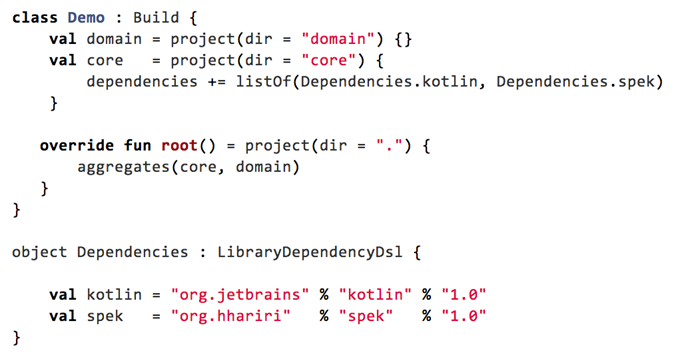 class Demo : Build {
    val domain = project(dir = "domain") {}
    val core   = project(dir = "core") {
        dependencies += listOf(Dependencies.kotlin, Dependencies.spek)
    }

   override fun root() = project(dir = ".") {
       aggregates(core, domain)
   }
}

object Dependencies : LibraryDependencyDsl {

    val kotlin = "org.jetbrains" % "kotlin" % "1.0"
    val spek   = "org.hhariri"   % "spek"   % "1.0"
}